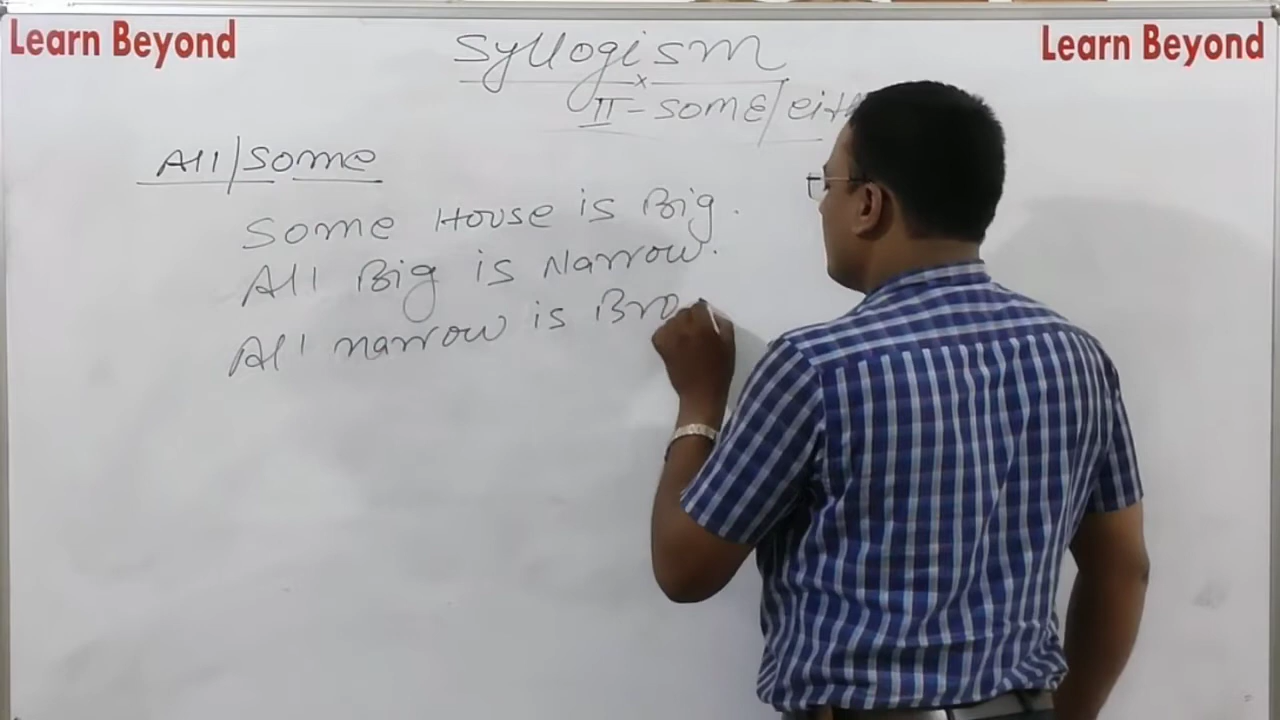 Learn Beyond
Learn Beyond
Syllogism
II - some/eith
All/some
Some House is Big.
All Big is Narrow.
All narrow is Bro